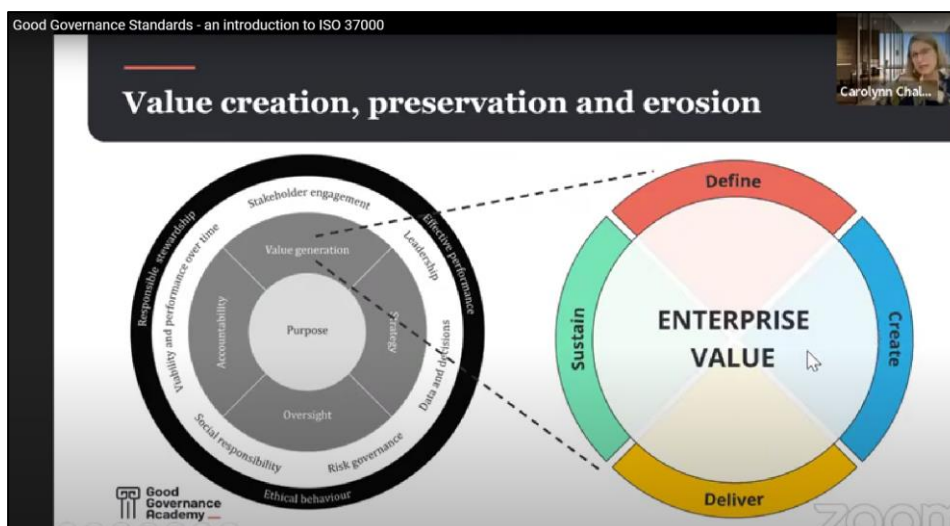 Good Governance Standards - an introduction to ISO 37000
Carolynn Chal...
Value creation, preservation and erosion
Stakeholder engagement
Leadership
Data and decisions
Risk governance
Social responsibility
Viability and performance over time
Responsible stewardship
Effective performance
Ethical behaviour
Value generation
Strategy
Oversight
Accountability
Purpose
Define
Create
Deliver
Sustain
ENTERPRISE
VALUE
Good
Governance
Academy
zoom